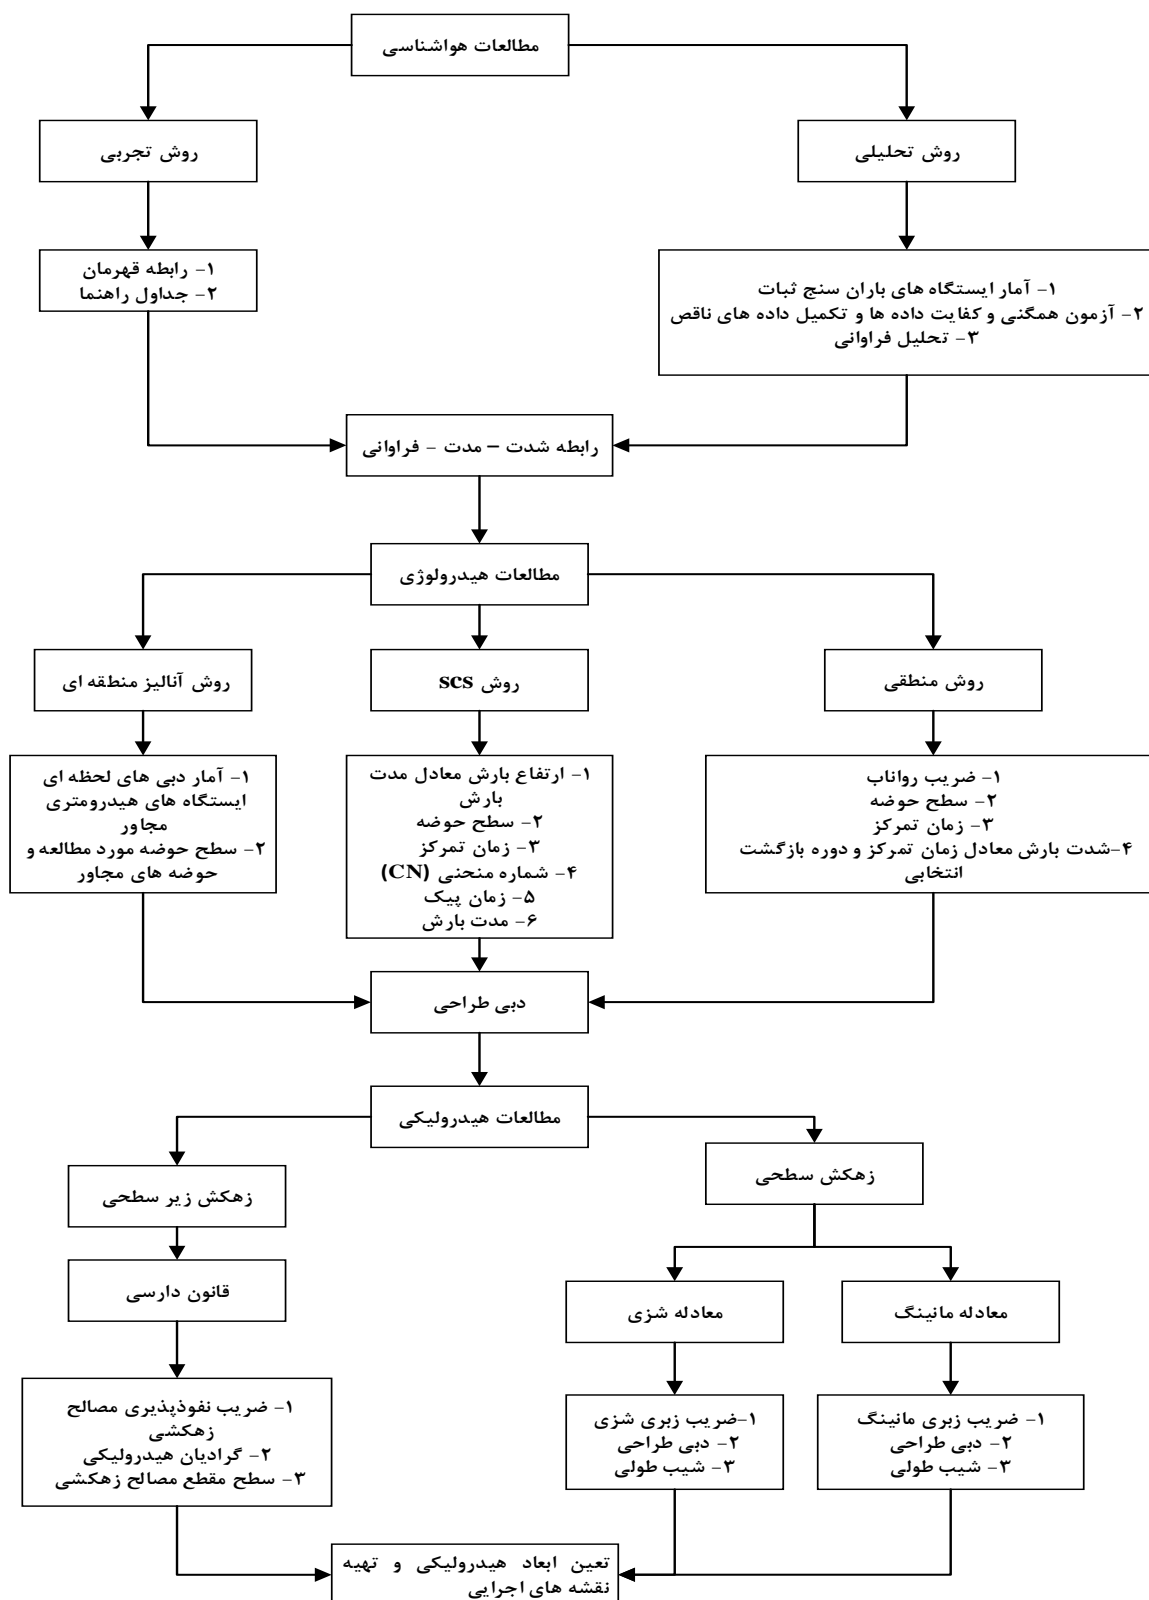 مطالعات هواشناسی
روش تحلیلی
روش تجربی
۱- آمار ایستگاه های باران سنج ثبات
۲- آزمون همگنی و کفایت داده ها و تکمیل داده های ناقص
۳- تحلیل فراوانی
۱- رابطه قهرمان
۲- جداول راهنما
رابطه شدت – مدت - فراوانی
مطالعات هیدرولوژی
روش منطقی
روش scs
روش آنالیز منطقه ای
۱- ضریب رواناب
۲- سطح حوضه
۳- زمان تمرکز
۴-شدت بارش معادل زمان تمرکز و دوره بازگشت
انتخابی
۱- ارتفاع بارش معادل مدت
بارش
۲- سطح حوضه
۳- زمان تمرکز
۴- شماره منحنی (CN)
۵- زمان پیک
۶- مدت بارش
۱- آمار دبی های لحظه ای
ایستگاه های هیدرومتری
مجاور
۲- سطح حوضه مورد مطالعه و
حوضه های مجاور
دبی طراحی
مطالعات هیدرولیکی
زهکش سطحی
زهکش زیر سطحی
معادله مانینگ
معادله شزی
قانون دارسی
۱- ضریب زبری مانینگ
۲- دبی طراحی
۳- شیب طولی
۱-ضریب زبری شزی
۲- دبی طراحی
۳- شیب طولی
۱- ضریب نفوذپذیری مصالح
زهکشی
۲- گرادیان هیدرولیکی
۳- سطح مقطع مصالح زهکشی
تعین ابعاد هیدرولیکی و تهیه
نقشه های اجرایی